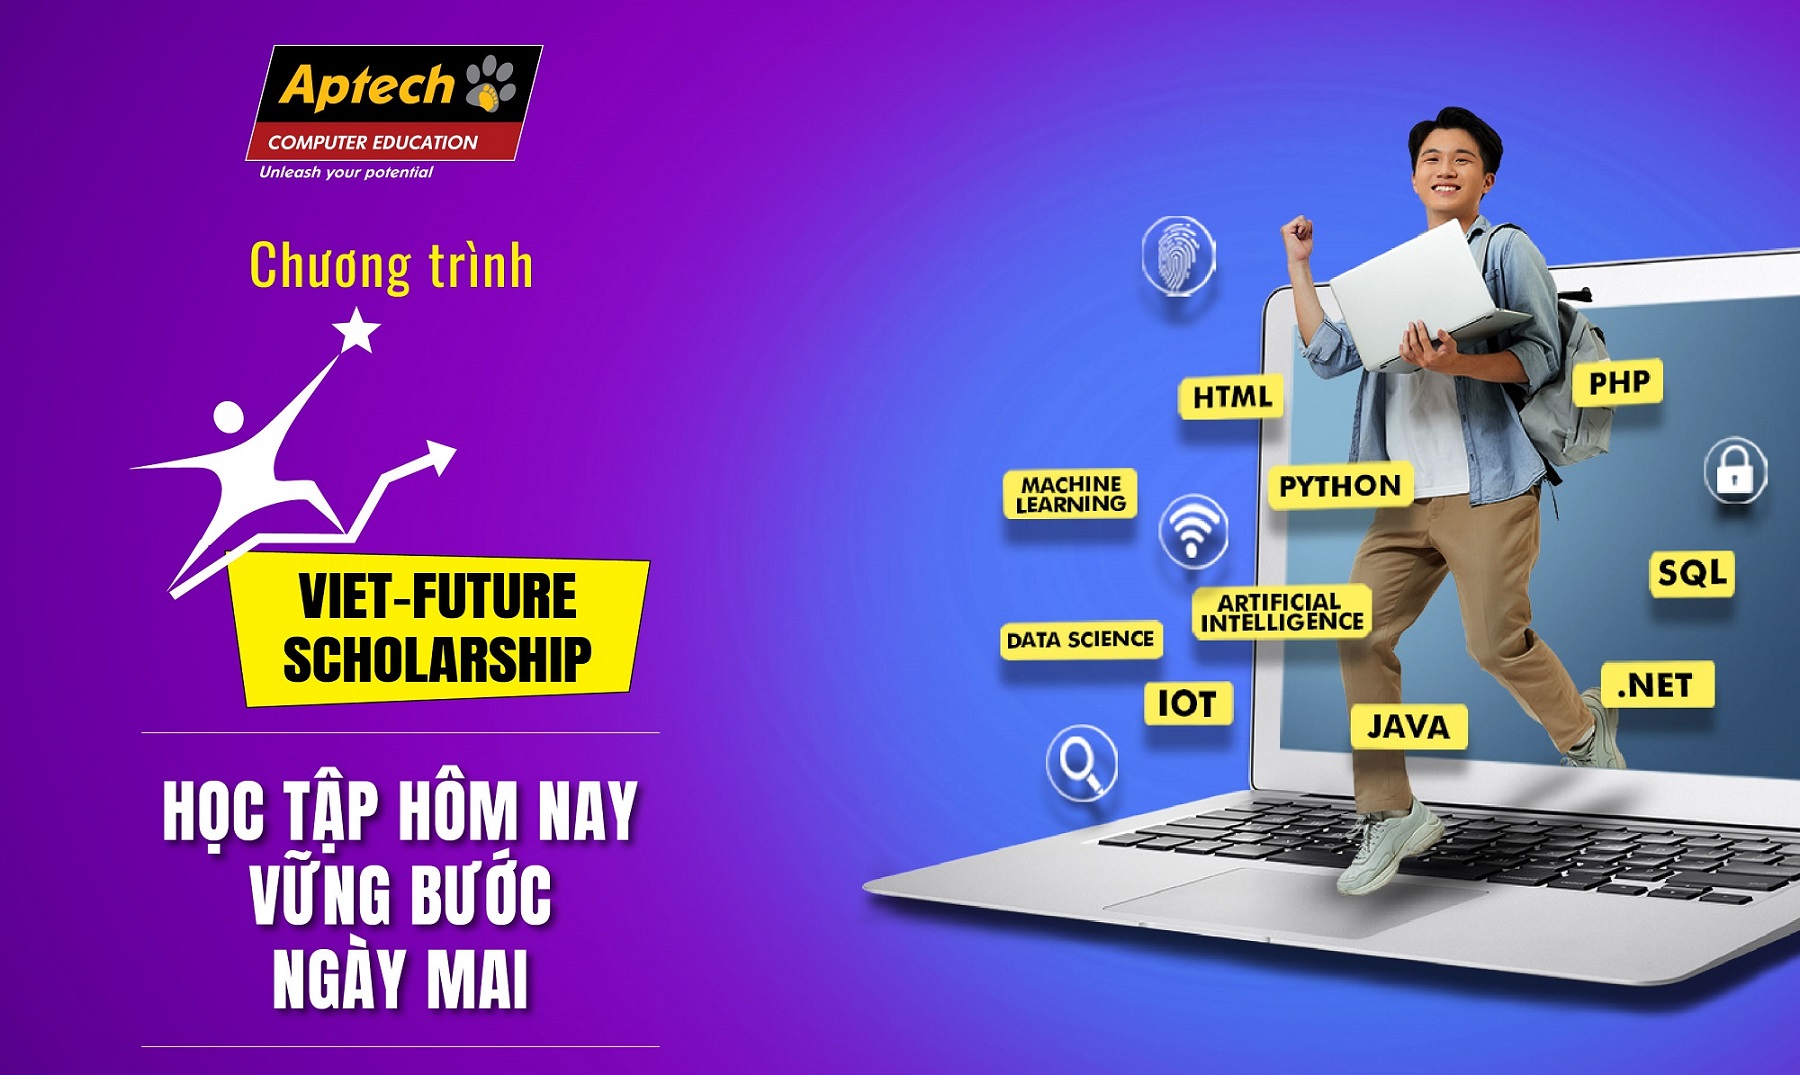 Aptech
COMPUTER EDUCATION
Unleash your potential
Chương trình
VIET-FUTURE
SCHOLARSHIP
HỌC TẬP HÔM NAY
VỮNG BƯỚC
NGÀY MAI
HTML
PHP
MACHINE
LEARNING
PYTHON
SQL
ARTIFICIAL
INTELLIGENCE
DATA SCIENCE
IOT
.NET
JAVA